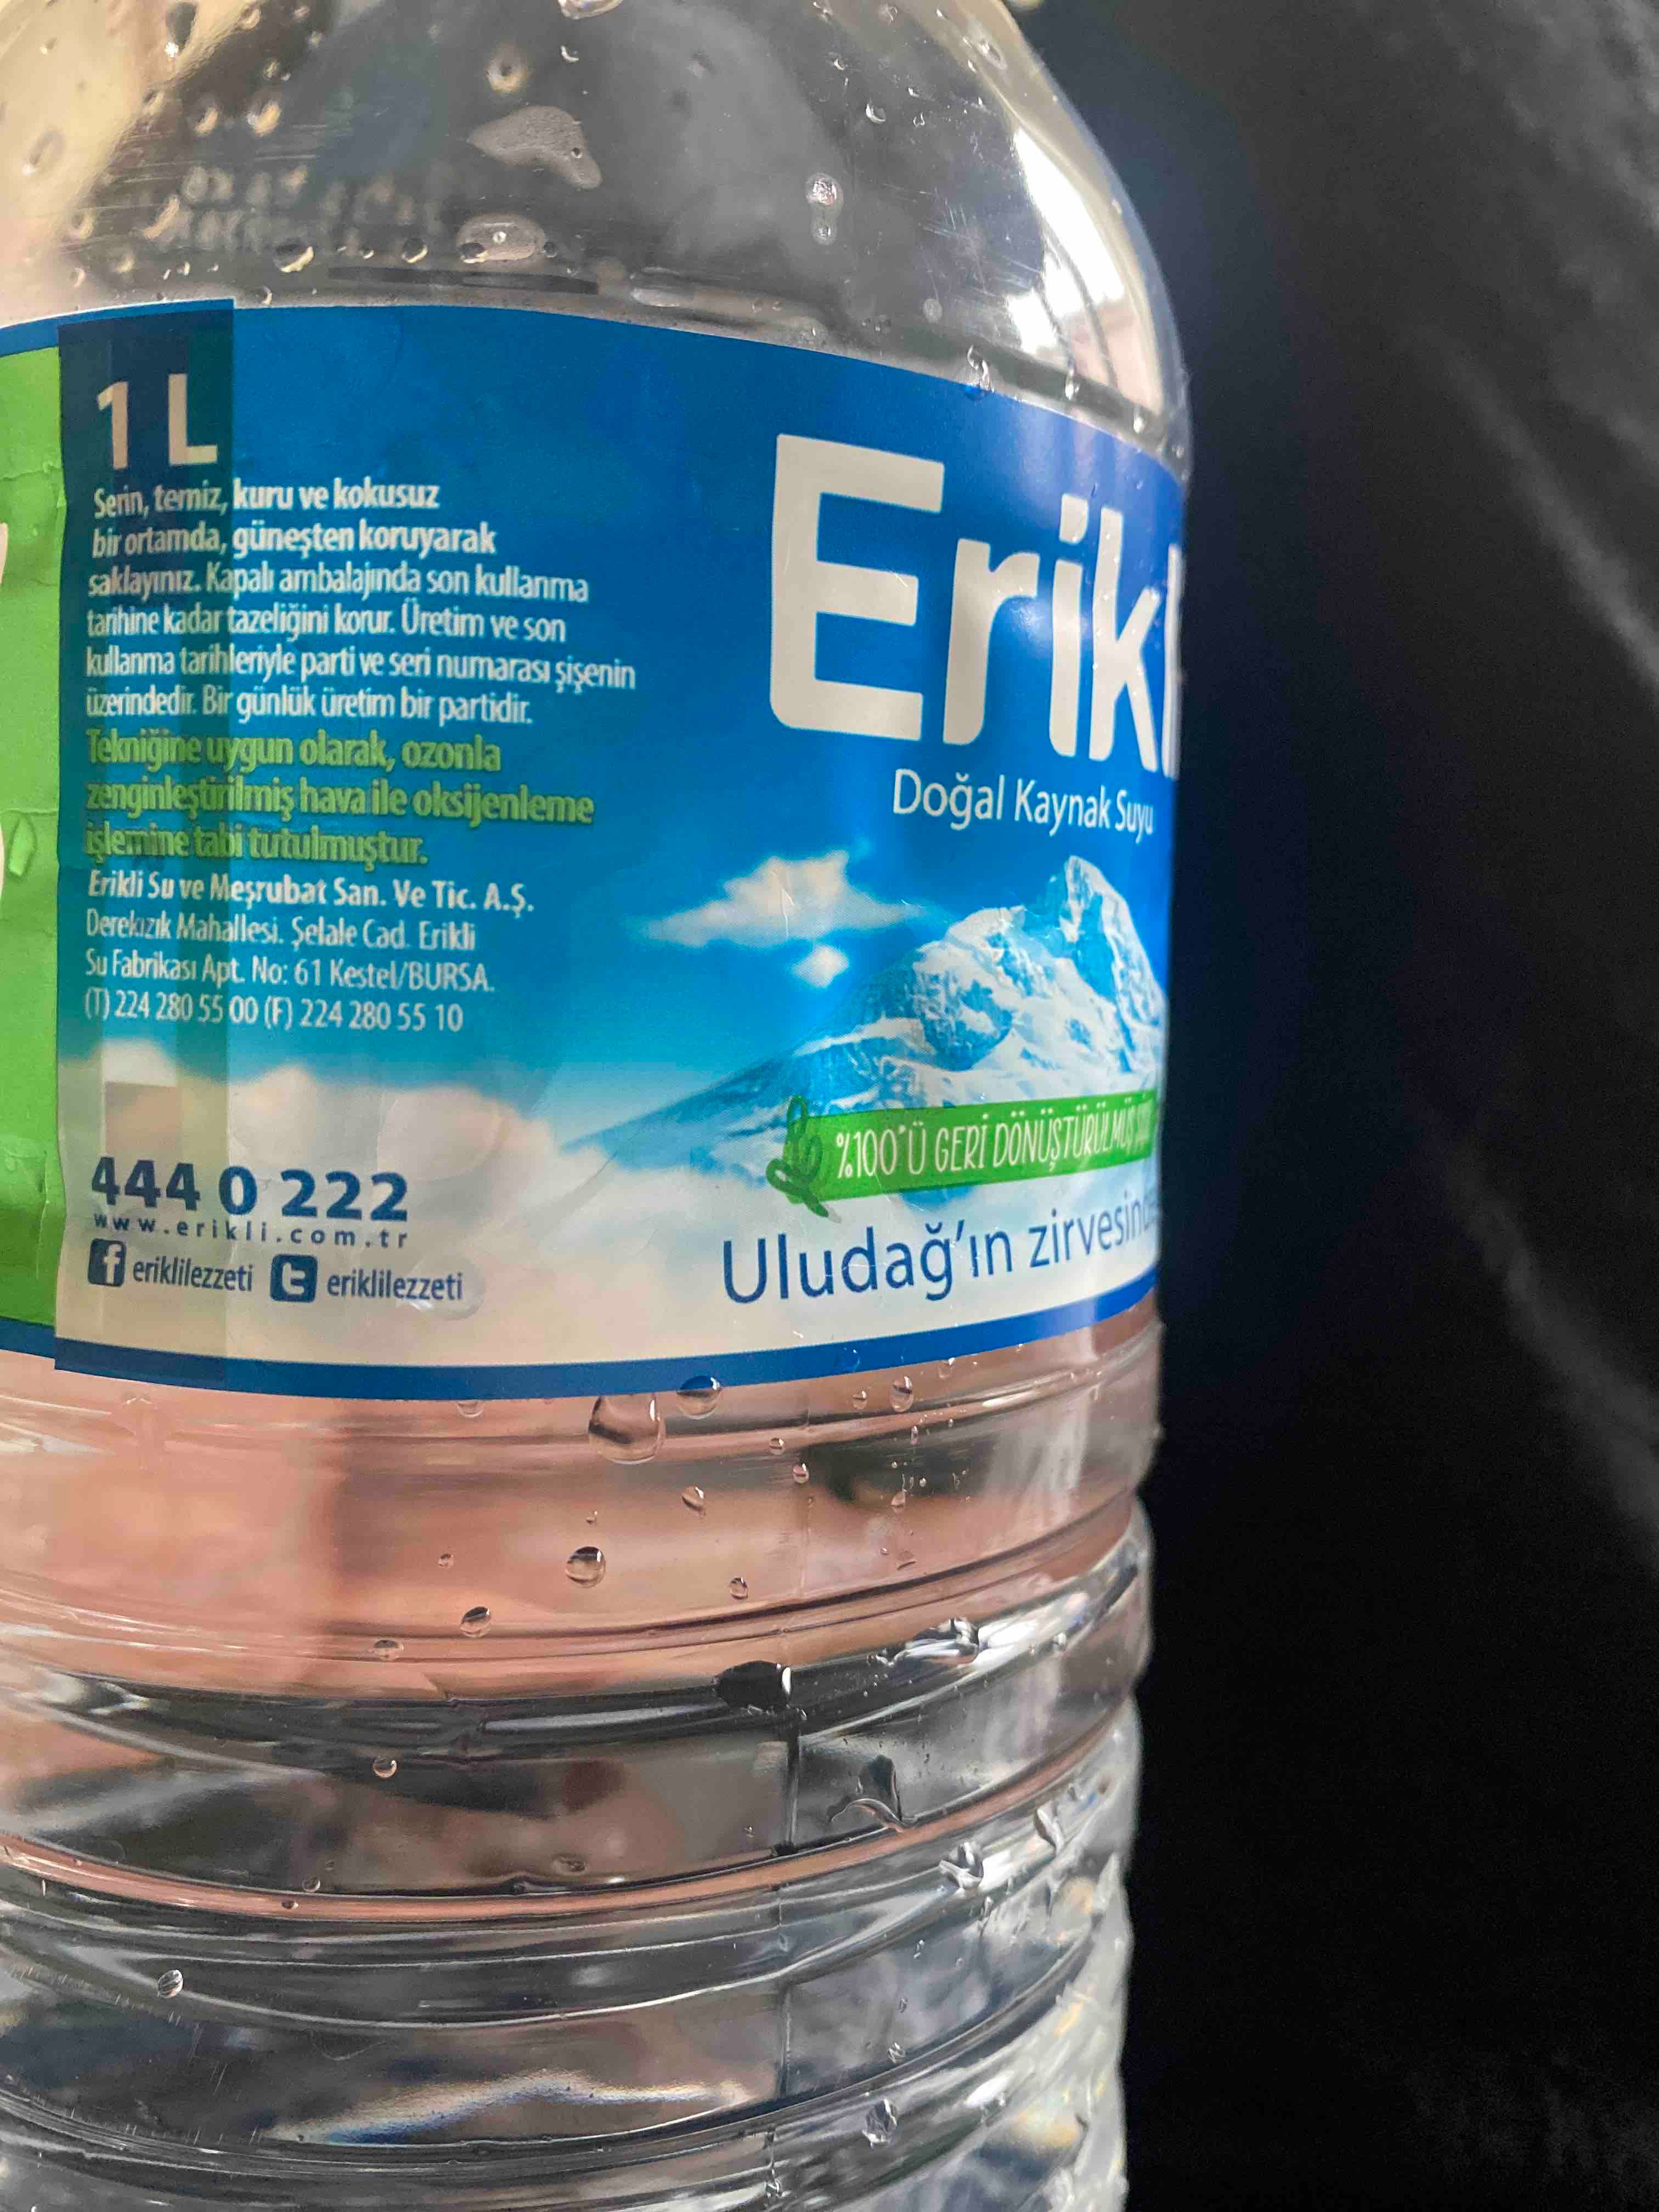 1 L
Serin, temiz, kuru ve kokusuz
bir ortamda, güneşten koruyarak
saklayınız. Kapalı ambalajında son kullanma
tarihine kadar tazeliğini korur. Üretim ve son
kullanma tarihleriyle parti ve seri numarası şişenin
üzerindedir. Bir günlük üretim bir partidir.
Tekniğine uygun olarak, ozonla
zenginleştirilmiş hava ile oksijenleme
işlemine tabi tutulmuştur.
Erikli Su ve Meşrubat San. Ve Tic. A.Ş.
Derekızık Mahallesi. Şelale Cad. Erikli
Su Fabrikası Apt. No: 61 Kestel/BURSA.
(T) 224 280 55 00 (F) 224 280 55 10
444 0 222
www.erikli.com.tr
eriklilezzeti eriklilezzeti
Erikl
Doğal Kaynak Suyu
%100*Ü GERİ DÖNÜŞTÜRÜLMÜŞ
Uludağ'ın